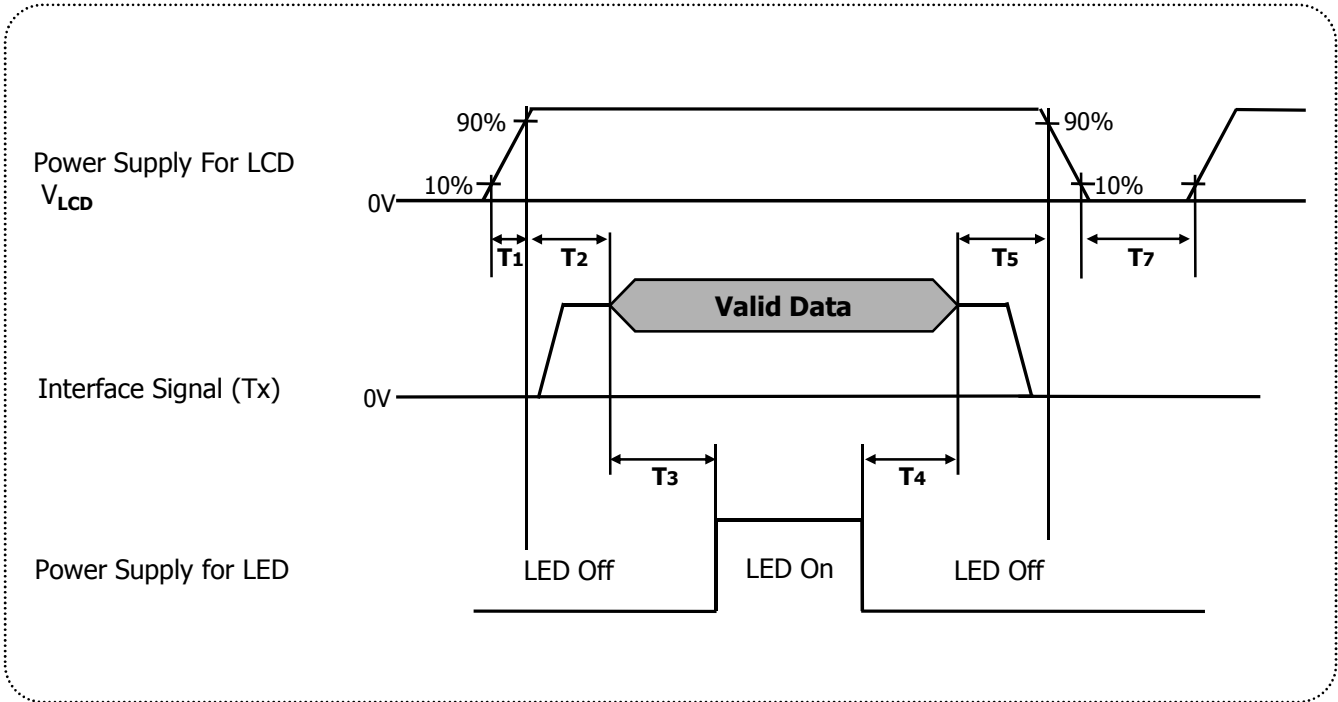 90%
90%
Power Supply For LCD
VLCD
10%
10%
0V
T1
T2
T5
T7
Valid Data
Interface Signal (Tx)
0V
T3
T4
Power Supply for LED
LED Off
LED On
LED Off